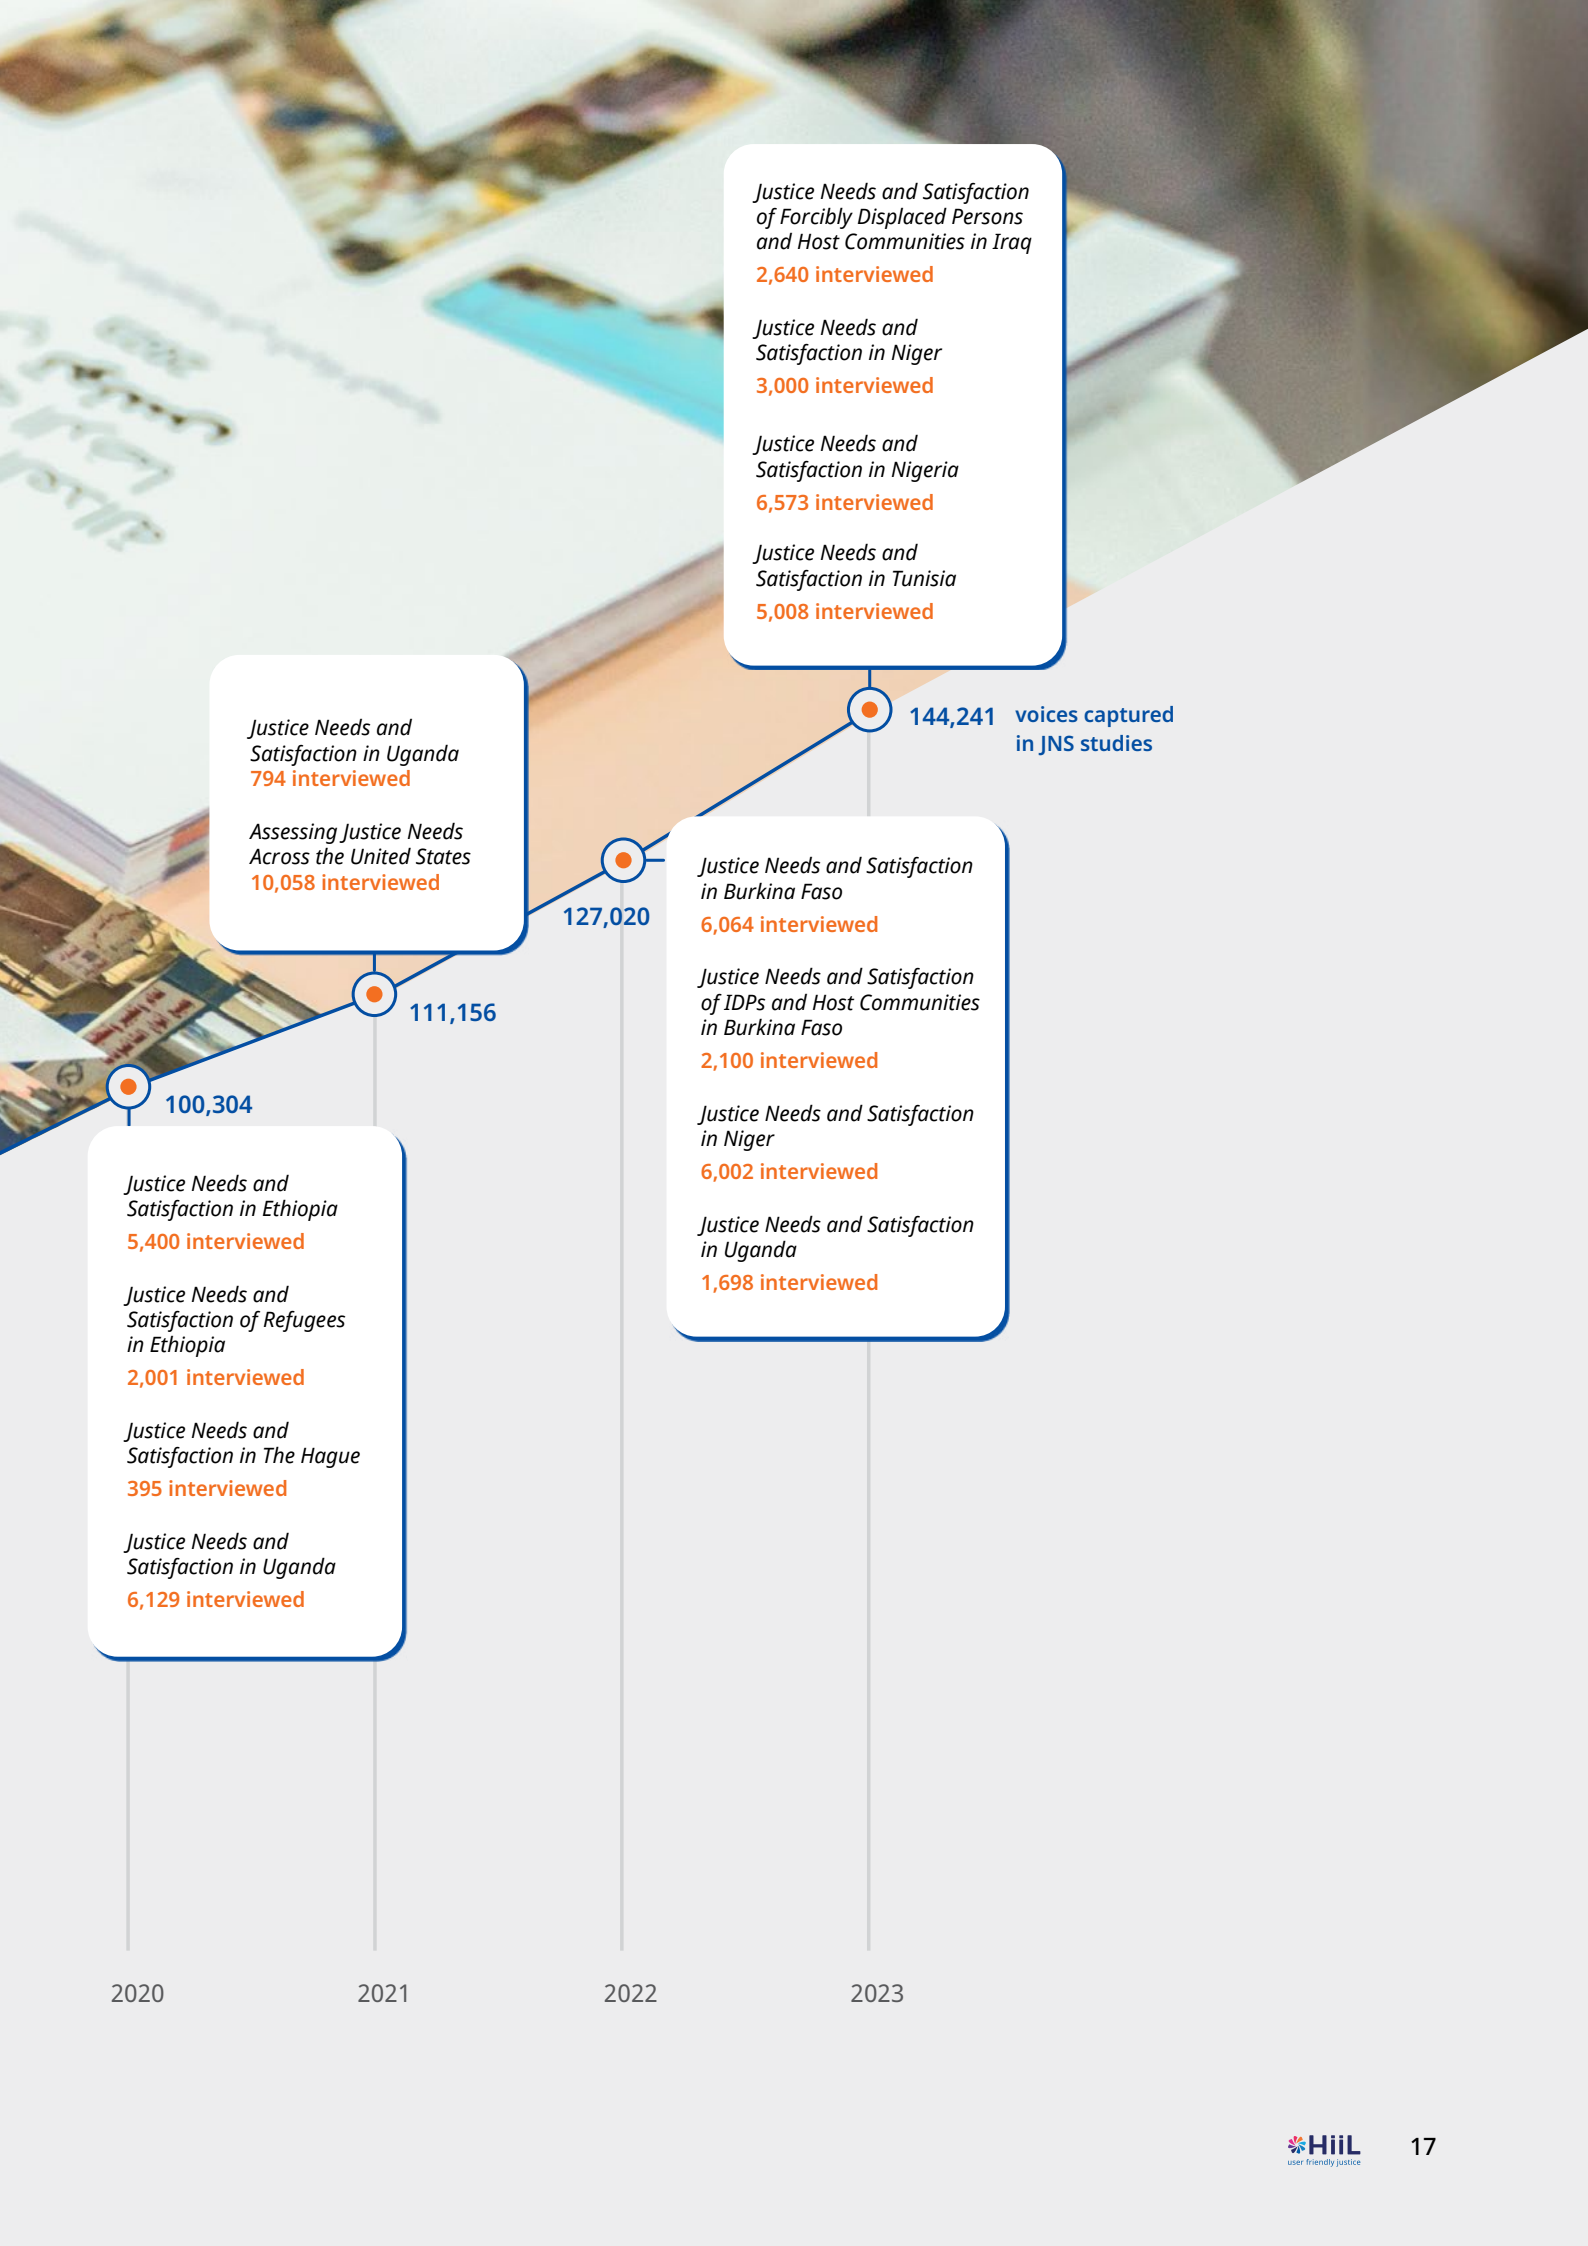 Justice Needs and Satisfaction
of Forcibly Displaced Persons
and Host Communities in Iraq
2,640 interviewed
Justice Needs and
Satisfaction in Niger
3,000 interviewed
Justice Needs and
Satisfaction in Nigeria
6,573 interviewed
Justice Needs and
Satisfaction in Tunisia
5,008 interviewed
144,241 voices captured
in JNS studies
Justice Needs and
Satisfaction in Uganda
794 interviewed
Assessing Justice Needs
Across the United States
10,058 interviewed
127,020
Justice Needs and Satisfaction
in Burkina Faso
6,064 interviewed
Justice Needs and Satisfaction
of IDPs and Host Communities
in Burkina Faso
2,100 interviewed
Justice Needs and Satisfaction
in Niger
6,002 interviewed
Justice Needs and Satisfaction
in Uganda
1,698 interviewed
111,156
100,304
Justice Needs and
Satisfaction in Ethiopia
5,400 interviewed
Justice Needs and
Satisfaction of Refugees
in Ethiopia
2,001 interviewed
Justice Needs and
Satisfaction in The Hague
395 interviewed
Justice Needs and
Satisfaction in Uganda
6,129 interviewed
2020 2021 2022 2023
HiiL
user friendly justice
17